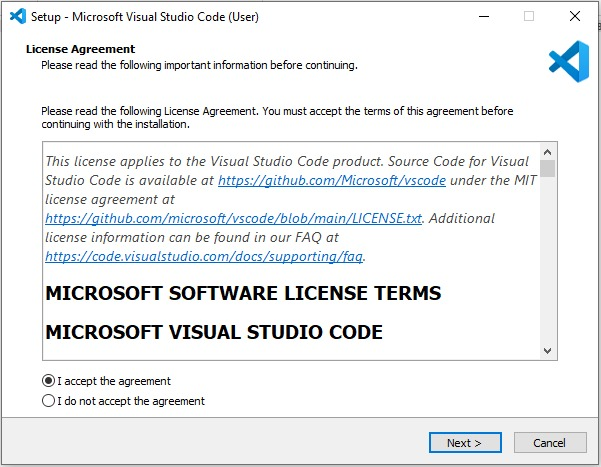 Setup - Microsoft Visual Studio Code (User)
License Agreement
Please read the following important information before continuing.
Please read the following License Agreement. You must accept the terms of this agreement before
continuing with the installation.
This license applies to the Visual Studio Code product. Source Code for Visual
Studio Code is available at https://github.com/Microsoft/vscode under the MIT
license agreement at
https://github.com/microsoft/vscode/blob/main/LICENSE.txt. Additional
license information can be found in our FAQ at
https://code.visualstudio.com/docs/supporting/faq.
MICROSOFT SOFTWARE LICENSE TERMS
MICROSOFT VISUAL STUDIO CODE
I accept the agreement
I do not accept the agreement
Next >
Cancel